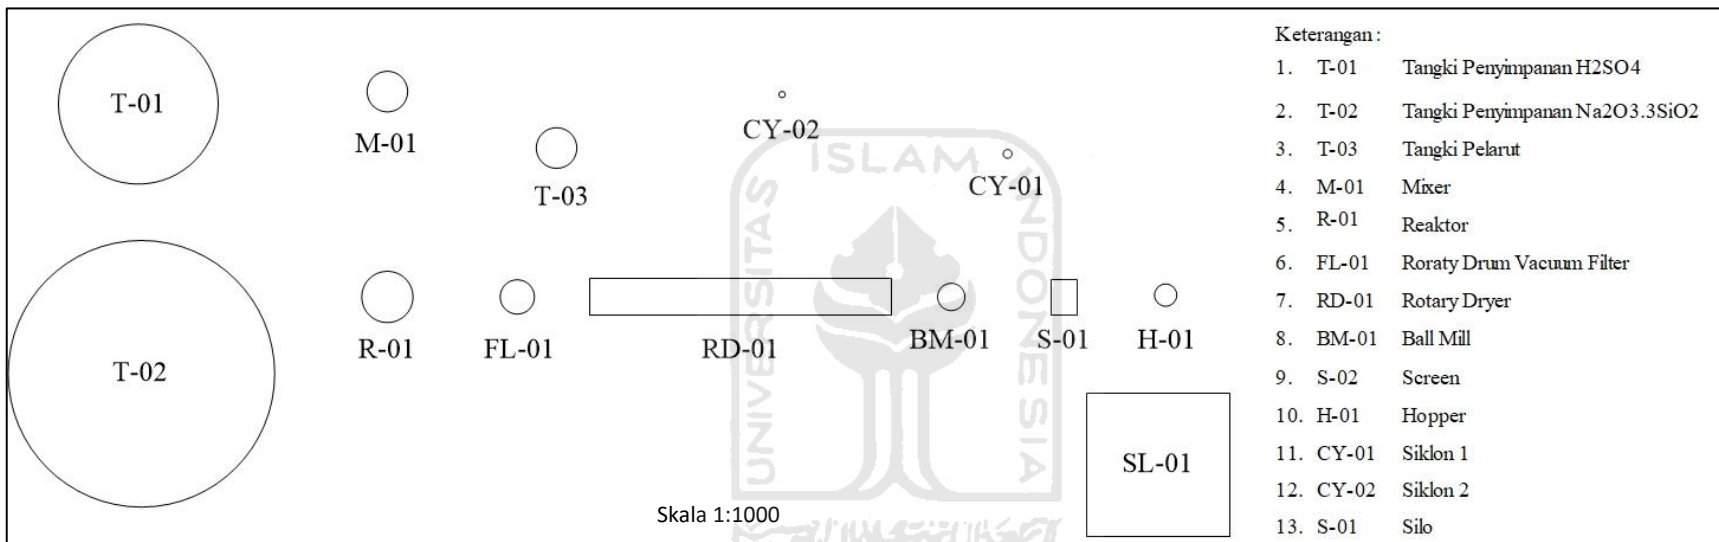 T-01
M-01
T-03
CY-02
CY-01
T-02
R-01
FL-01
RD-01
BM-01
S-01
H-01
SL-01
Skala 1:1000
UNIVERSITAS
ISLAM
INDONESIA
Keterangan :
1. T-01 Tangki Penyimpanan H2SO4
2. T-02 Tangki Penyimpanan Na2O3.3SiO2
3. T-03 Tangki Pelarut
4. M-01 Mixer
5. R-01 Reaktor
6. FL-01 Roraty Drum Vacuum Filter
7. RD-01 Rotary Dryer
8. BM-01 Ball Mill
9. S-02 Screen
10. H-01 Hopper
11. CY-01 Siklon 1
12. CY-02 Siklon 2
13. S-01 Silo